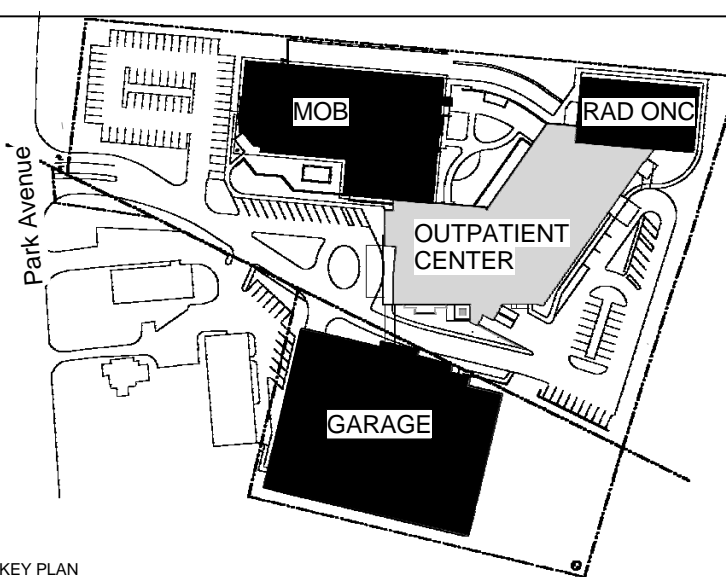 MOB
RAD ONC
Park Avenue
OUTPATIENT
CENTER
GARAGE
KEY PLAN